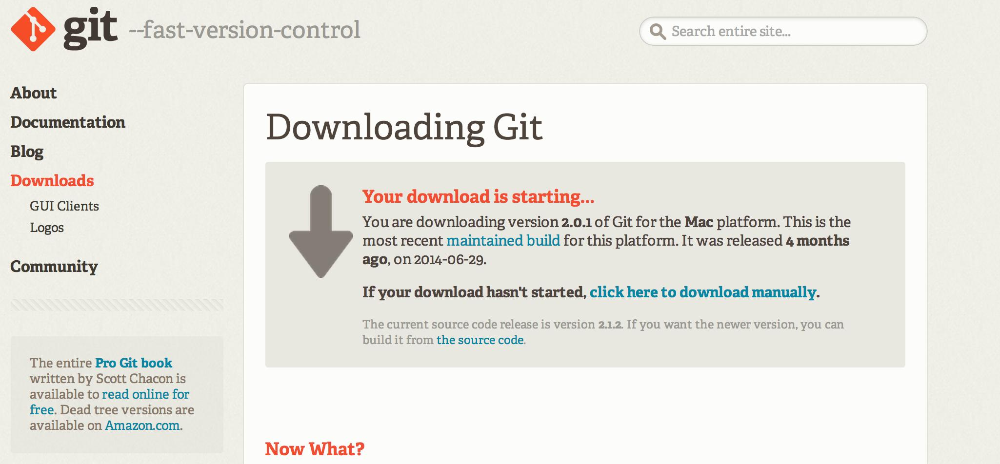 git --fast-version-control
Search entire site...
About
Documentation
Blog
Downloads
GUI Clients
Logos
Community
The entire Pro Git book
written by Scott Chacon is
available to read online for
free. Dead tree versions are
available on Amazon.com.
Downloading Git
Your download is starting...
You are downloading version 2.0.1 of Git for the Mac platform. This is the
most recent maintained build for this platform. It was released 4 months
ago, on 2014-06-29.
If your download hasn't started, click here to download manually.
The current source code release is version 2.1.2. If you want the newer version, you can
build it from the source code.
Now What?